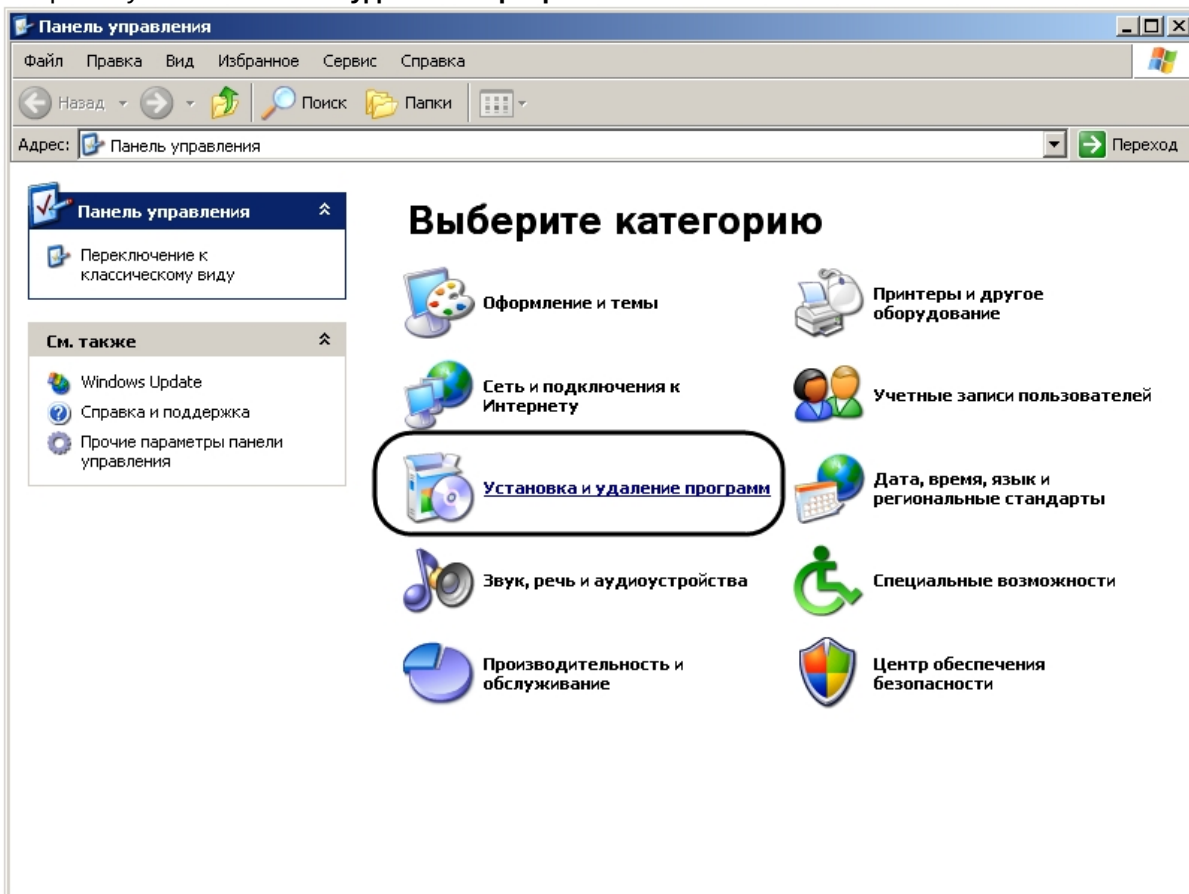 Панель управления
Файл Правка Вид Избранное Сервис Справка
Назад Поиск Папки
Адрес: Панель управления Переход
Панель управления
Переключение к
классическому виду
См. также
Windows Update
Справка и поддержка
Прочие параметры панели
управления
Выберите категорию
Оформление и темы
Принтеры и другое
оборудование
Сеть и подключения к
Интернету
Учетные записи пользователей
Установка и удаление программ
Дата, время, язык и
региональные стандарты
Звук, речь и аудиоустройства
Специальные возможности
Производительность и
обслуживание
Центр обеспечения
безопасности